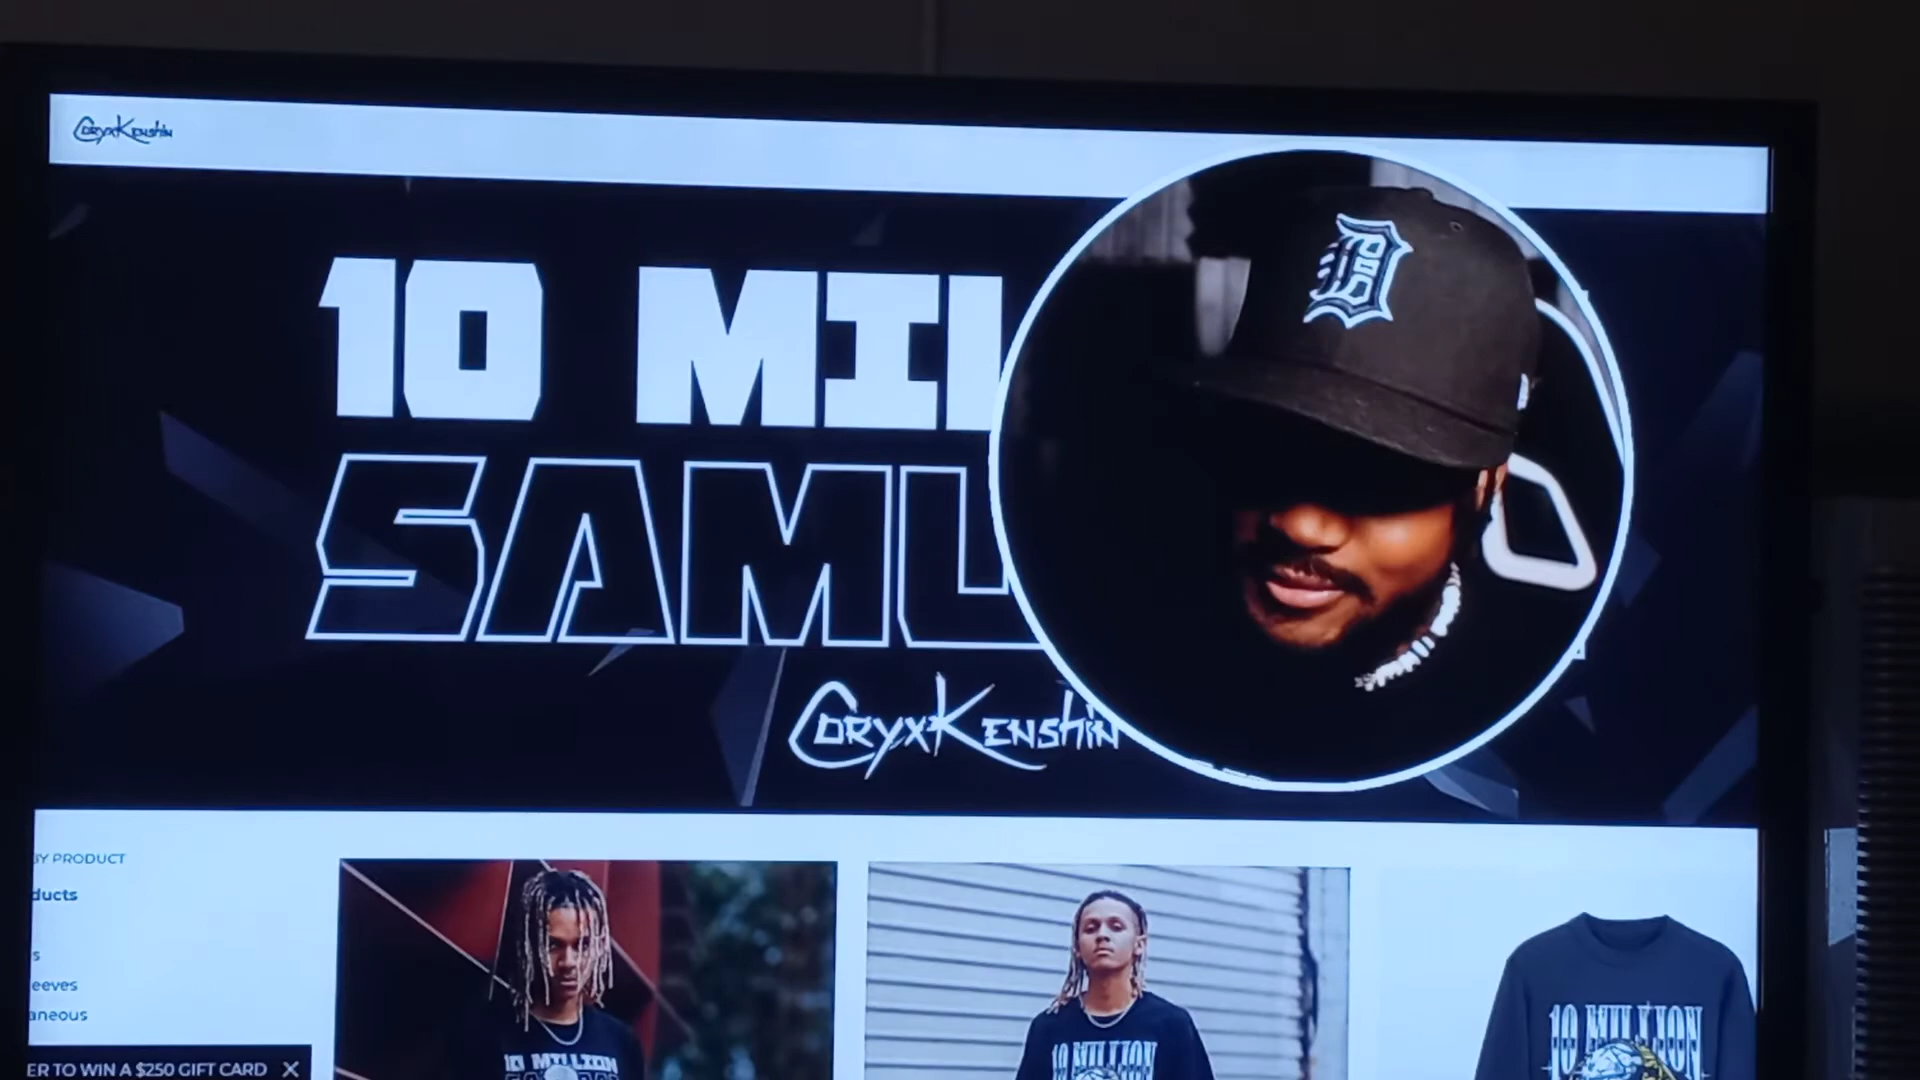 CoryxKenshin
10 MIL
SAMU
CoryxKenshin
BY PRODUCT
ducts
s
eeves
aneous
ER TO WIN A $250 GIFT CARD X
10 MILLION
10 MILLION
10 MILLION